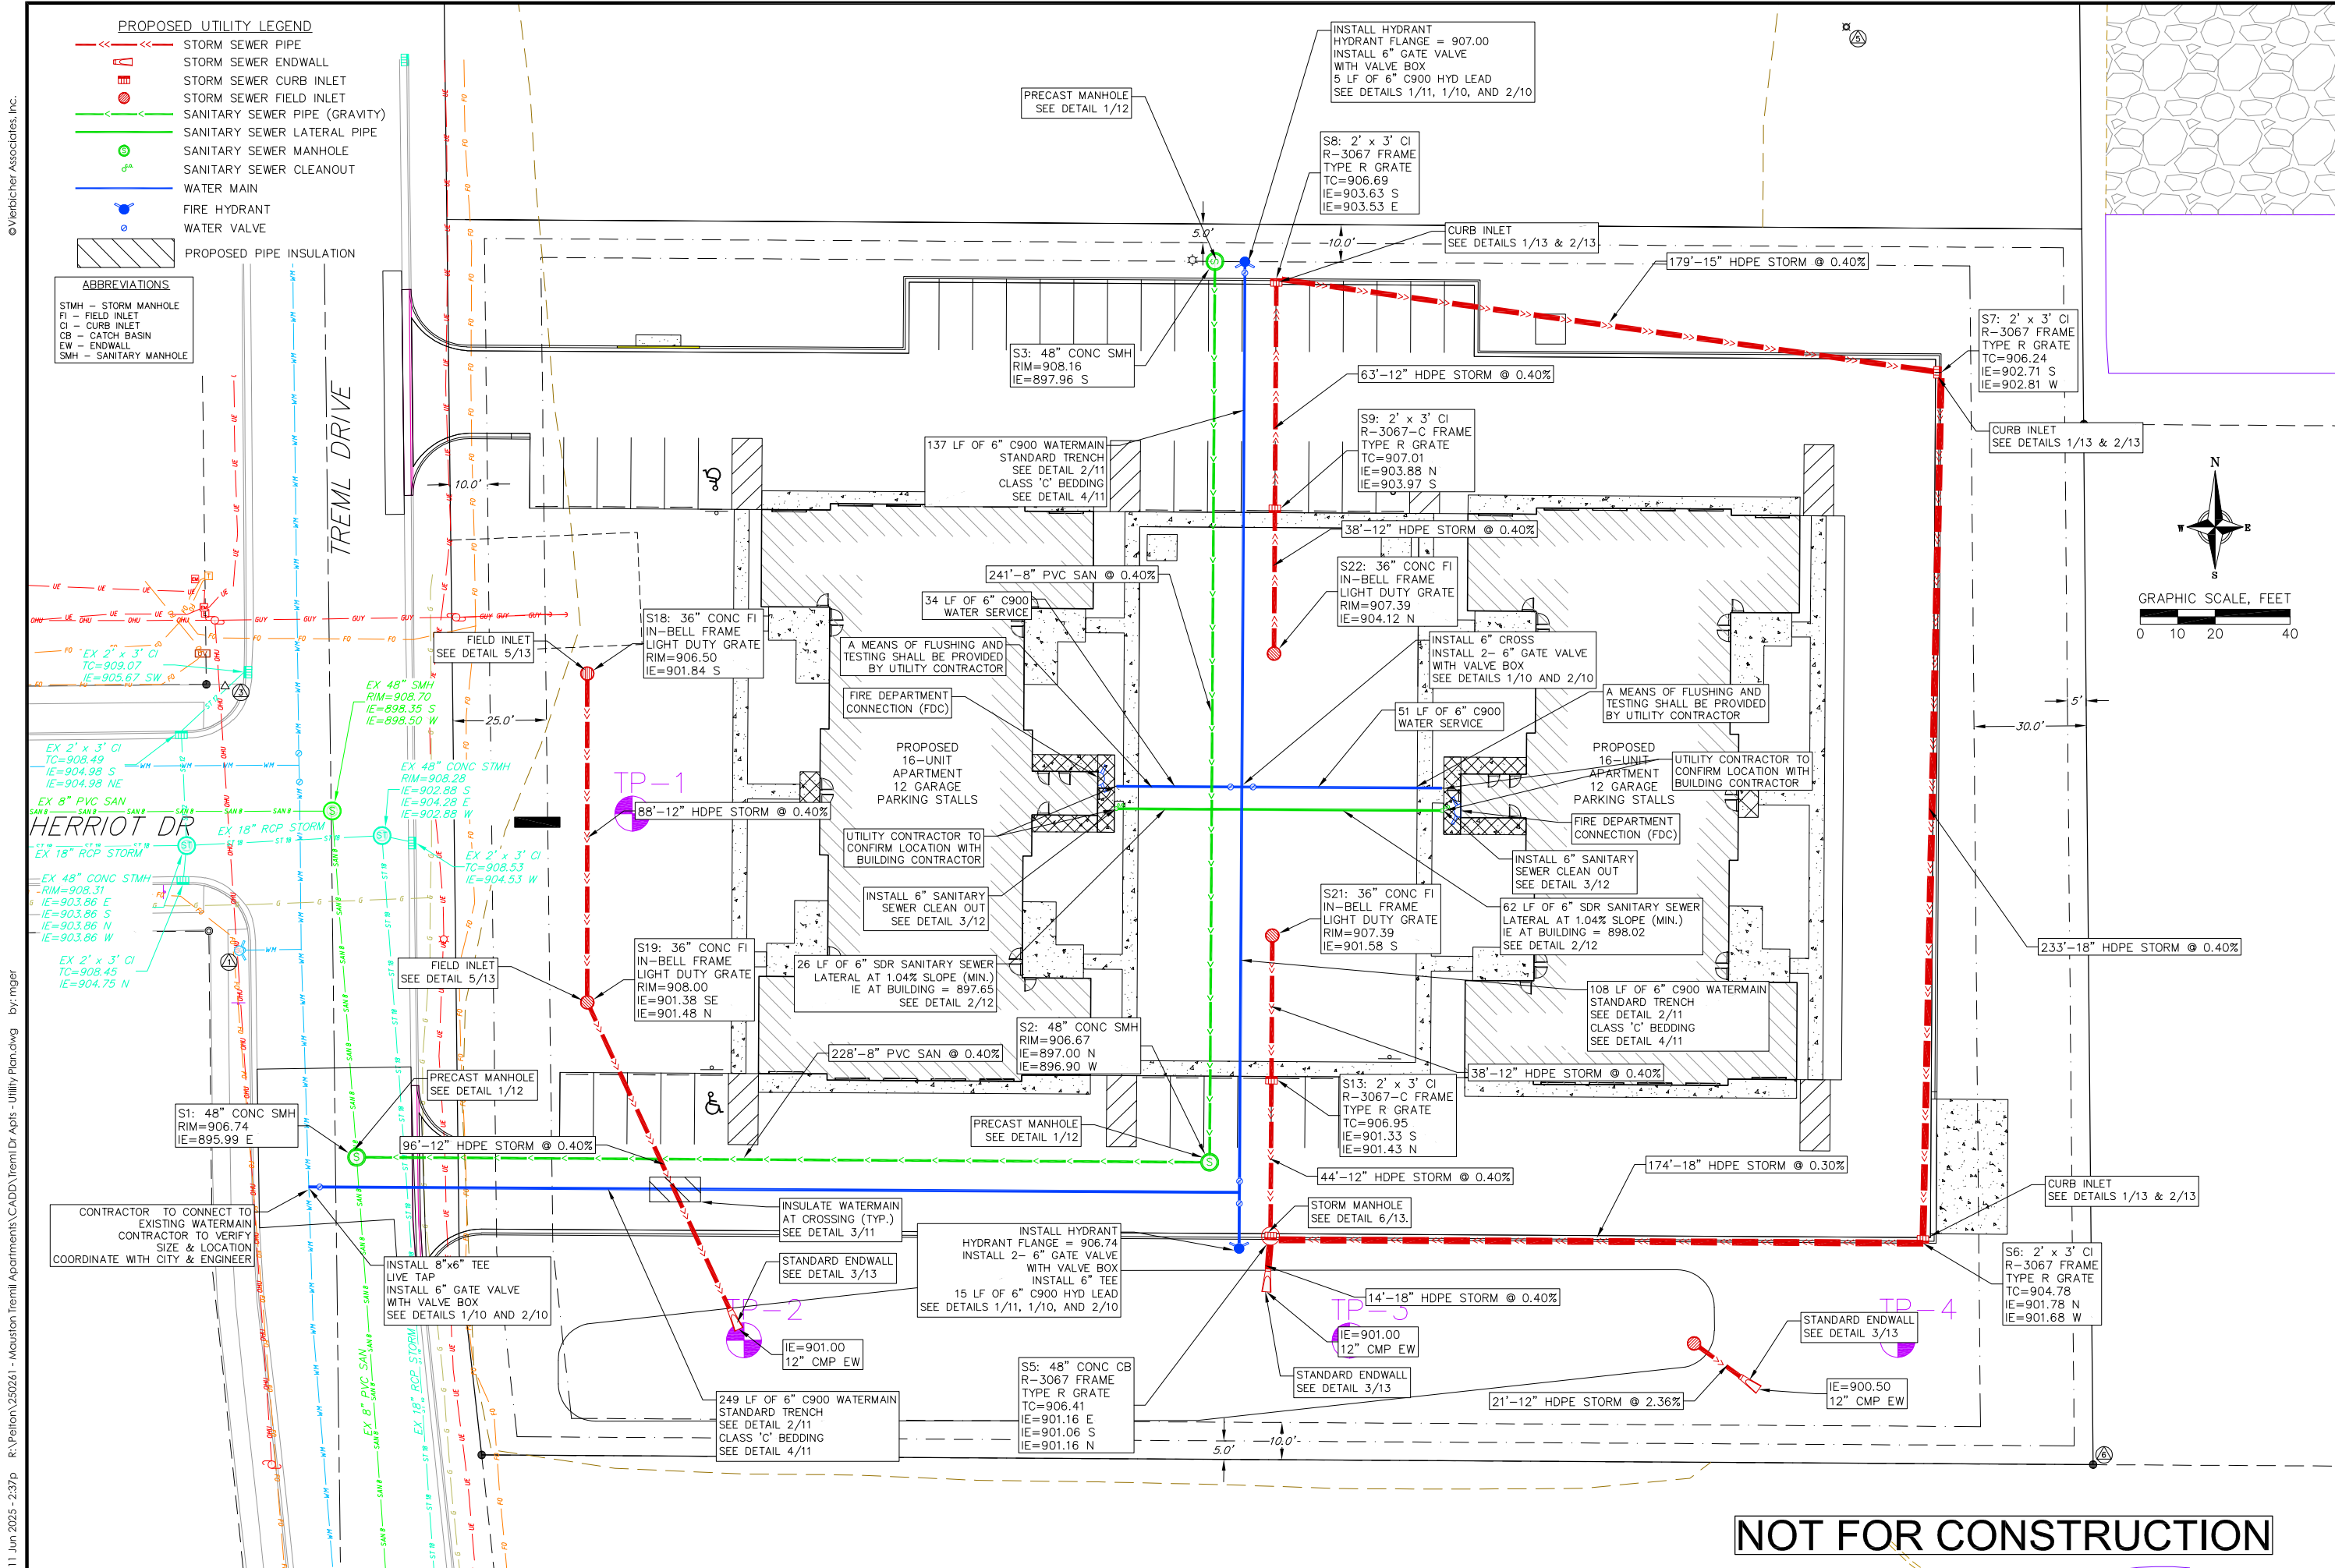 PROPOSED UTILITY LEGEND
STORM SEWER PIPE
STORM SEWER ENDWALL
STORM SEWER CURB INLET
STORM SEWER FIELD INLET
SANITARY SEWER PIPE (GRAVITY)
SANITARY SEWER LATERAL PIPE
SANITARY SEWER MANHOLE
SANITARY SEWER CLEANOUT
WATER MAIN
FIRE HYDRANT
WATER VALVE
PROPOSED PIPE INSULATION
ABBREVIATIONS
STMH – STORM MANHOLE
FI – FIELD INLET
CI – CURB INLET
CB – CATCH BASIN
EW – ENDWALL
SMH – SANITARY MANHOLE
©Vierbicher Associates, Inc.
TREML DRIVE
PRECAST MANHOLE
SEE DETAIL 1/12
INSTALL HYDRANT
HYDRANT FLANGE = 907.00
INSTALL 6" GATE VALVE
WITH VALVE BOX
5 LF OF 6" C900 HYD LEAD
SEE DETAILS 1/11, 1/10, AND 2/10
S8: 2' x 3' CI
R-3067 FRAME
TYPE R GRATE
TC=906.69
IE=903.63 S
IE=903.53 E
CURB INLET
SEE DETAILS 1/13 & 2/13
5.0'
10.0'
179'-15" HDPE STORM @ 0.40%
S7: 2' x 3' CI
R-3067 FRAME
TYPE R GRATE
TC=906.24
IE=902.71 S
IE=902.81 W
CURB INLET
SEE DETAILS 1/13 & 2/13
S3: 48" CONC SMH
RIM=908.16
IE=897.96 S
63'-12" HDPE STORM @ 0.40%
S9: 2' x 3' CI
R-3067-C FRAME
TYPE R GRATE
TC=907.01
IE=903.88 N
IE=903.97 S
137 LF OF 6" C900 WATERMAIN
STANDARD TRENCH
SEE DETAIL 2/11
CLASS 'C' BEDDING
SEE DETAIL 4/11
10.0'
N
W
E
S
GRAPHIC SCALE, FEET
0 10 20 40
38'-12" HDPE STORM @ 0.40%
S22: 36" CONC FI
IN-BELL FRAME
LIGHT DUTY GRATE
RIM=907.39
IE=904.12 N
241'-8" PVC SAN @ 0.40%
34 LF OF 6" C900
WATER SERVICE
S18: 36" CONC FI
IN-BELL FRAME
LIGHT DUTY GRATE
RIM=906.50
IE=901.84 S
FIELD INLET
SEE DETAIL 5/13
A MEANS OF FLUSHING AND
TESTING SHALL BE PROVIDED
BY UTILITY CONTRACTOR
INSTALL 6" CROSS
INSTALL 2- 6" GATE VALVE
WITH VALVE BOX
SEE DETAILS 1/10 AND 2/10
FIRE DEPARTMENT
CONNECTION (FDC)
51 LF OF 6" C900
WATER SERVICE
A MEANS OF FLUSHING AND
TESTING SHALL BE PROVIDED
BY UTILITY CONTRACTOR
5'
30.0'
25.0'
EX 2' x 3' CI
TC=909.07
IE=905.67 SW
EX 48" SMH
RIM=908.70
IE=898.35 S
IE=898.50 W
EX 2' x 3' CI
TC=908.49
IE=904.98 S
IE=904.98 NE
EX 48" CONC STMH
RIM=908.28
IE=902.88 S
IE=904.28 E
IE=902.88 W
EX 8" PVC SAN
HERRIOT DR
EX 18" RCP STORM
EX 18" RCP STORM
EX 2' x 3' CI
TC=908.53
IE=904.53 W
EX 48" CONC STMH
RIM=908.31
IE=903.86 E
IE=903.86 S
IE=903.86 N
IE=903.86 W
EX 2' x 3' CI
TC=908.45
IE=904.75 N
TP-1
88'-12" HDPE STORM @ 0.40%
PROPOSED
16-UNIT
APARTMENT
12 GARAGE
PARKING STALLS
PROPOSED
16-UNIT
APARTMENT
12 GARAGE
PARKING STALLS
UTILITY CONTRACTOR TO
CONFIRM LOCATION WITH
BUILDING CONTRACTOR
UTILITY CONTRACTOR TO
CONFIRM LOCATION WITH
BUILDING CONTRACTOR
FIRE DEPARTMENT
CONNECTION (FDC)
INSTALL 6" SANITARY
SEWER CLEAN OUT
SEE DETAIL 3/12
INSTALL 6" SANITARY
SEWER CLEAN OUT
SEE DETAIL 3/12
S21: 36" CONC FI
IN-BELL FRAME
LIGHT DUTY GRATE
RIM=907.39
IE=901.58 S
62 LF OF 6" SDR SANITARY SEWER
LATERAL AT 1.04% SLOPE (MIN.)
IE AT BUILDING = 898.02
SEE DETAIL 2/12
233'-18" HDPE STORM @ 0.40%
FIELD INLET
SEE DETAIL 5/13
S19: 36" CONC FI
IN-BELL FRAME
LIGHT DUTY GRATE
RIM=908.00
IE=901.38 SE
IE=901.48 N
26 LF OF 6" SDR SANITARY SEWER
LATERAL AT 1.04% SLOPE (MIN.)
IE AT BUILDING = 897.65
SEE DETAIL 2/12
108 LF OF 6" C900 WATERMAIN
STANDARD TRENCH
SEE DETAIL 2/11
CLASS 'C' BEDDING
SEE DETAIL 4/11
S2: 48" CONC SMH
RIM=906.67
IE=897.00 N
IE=896.90 W
228'-8" PVC SAN @ 0.40%
38'-12" HDPE STORM @ 0.40%
PRECAST MANHOLE
SEE DETAIL 1/12
S1: 48" CONC SMH
RIM=906.74
IE=895.99 E
S13: 2' x 3' CI
R-3067-C FRAME
TYPE R GRATE
TC=906.95
IE=901.33 S
IE=901.43 N
96'-12" HDPE STORM @ 0.40%
PRECAST MANHOLE
SEE DETAIL 1/12
44'-12" HDPE STORM @ 0.40%
174'-18" HDPE STORM @ 0.30%
CONTRACTOR TO CONNECT TO
EXISTING WATERMAIN
CONTRACTOR TO VERIFY
SIZE & LOCATION
COORDINATE WITH CITY & ENGINEER
INSULATE WATERMAIN
AT CROSSING (TYP.)
SEE DETAIL 3/11
STORM MANHOLE
SEE DETAIL 6/13.
CURB INLET
SEE DETAILS 1/13 & 2/13
INSTALL HYDRANT
HYDRANT FLANGE = 906.74
INSTALL 2- 6" GATE VALVE
WITH VALVE BOX
INSTALL 6" TEE
15 LF OF 6" C900 HYD LEAD
SEE DETAILS 1/11, 1/10, AND 2/10
S6: 2' x 3' CI
R-3067 FRAME
TYPE R GRATE
TC=904.78
IE=901.78 N
IE=901.68 W
INSTALL 8"x6" TEE
LIVE TAP
INSTALL 6" GATE VALVE
WITH VALVE BOX
SEE DETAILS 1/10 AND 2/10
STANDARD ENDWALL
SEE DETAIL 3/13
14'-18" HDPE STORM @ 0.40%
TP-2
TP-3
TP-4
IE=901.00
12" CMP EW
IE=901.00
12" CMP EW
STANDARD ENDWALL
SEE DETAIL 3/13
STANDARD ENDWALL
SEE DETAIL 3/13
S5: 48" CONC CB
R-3067 FRAME
TYPE R GRATE
TC=906.41
IE=901.16 E
IE=901.06 S
IE=901.16 N
IE=900.50
12" CMP EW
21'-12" HDPE STORM @ 2.36%
249 LF OF 6" C900 WATERMAIN
STANDARD TRENCH
SEE DETAIL 2/11
CLASS 'C' BEDDING
SEE DETAIL 4/11
EX 8" PVC SAN
EX 18" RCP STORM
5.0'
10.0'
NOT FOR CONSTRUCTION
11 Jun 2025 - 2:37p R:\Pelton\250261 - Mauston Tremll Apartments\CADD\Treml Dr Apts - Utility Plan.dwg by: mger